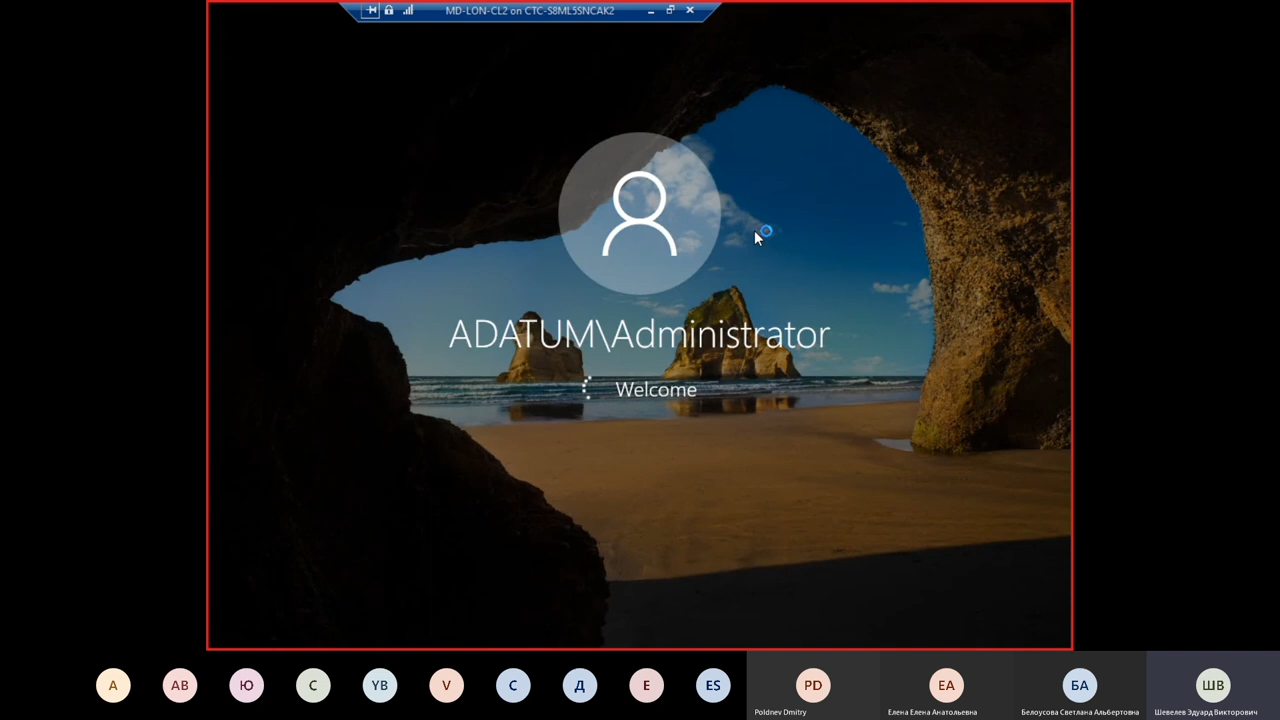 MD-LON-CL2 on CTC-S8ML5SNCAK2
ADATUM\Administrator
Welcome
A
AB
Ю
C
YB
V
C
Д
E
ES
PD
EA
БА
ШВ
Poldnev Dmitry
Елена Елена Анатольевна
Белоусова Светлана Альбертовна
Шевелев Эдуард Викторович